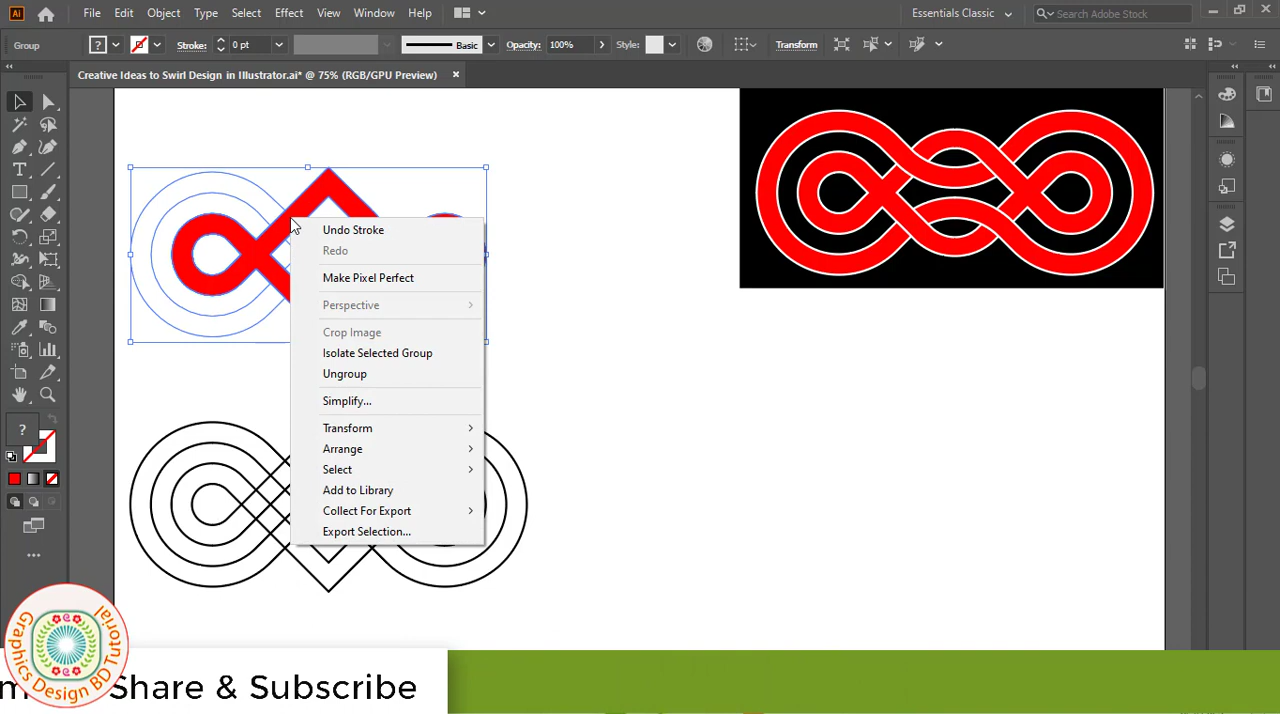 Ai File Edit Object Type Select Effect View Window Help Essentials Classic Search Adobe Stock
Group ? Stroke: 0 pt Basic Opacity: 100% Style: Transform
Creative Ideas to Swirl Design in Illustrator.ai* @ 75% (RGB/GPU Preview)
Undo Stroke
Redo
Make Pixel Perfect
Perspective
Crop Image
Isolate Selected Group
Ungroup
Simplify...
Transform
Arrange
Select
Add to Library
Collect For Export
Export Selection...
?
Graphics Design BD Tutorial
Share & Subscribe